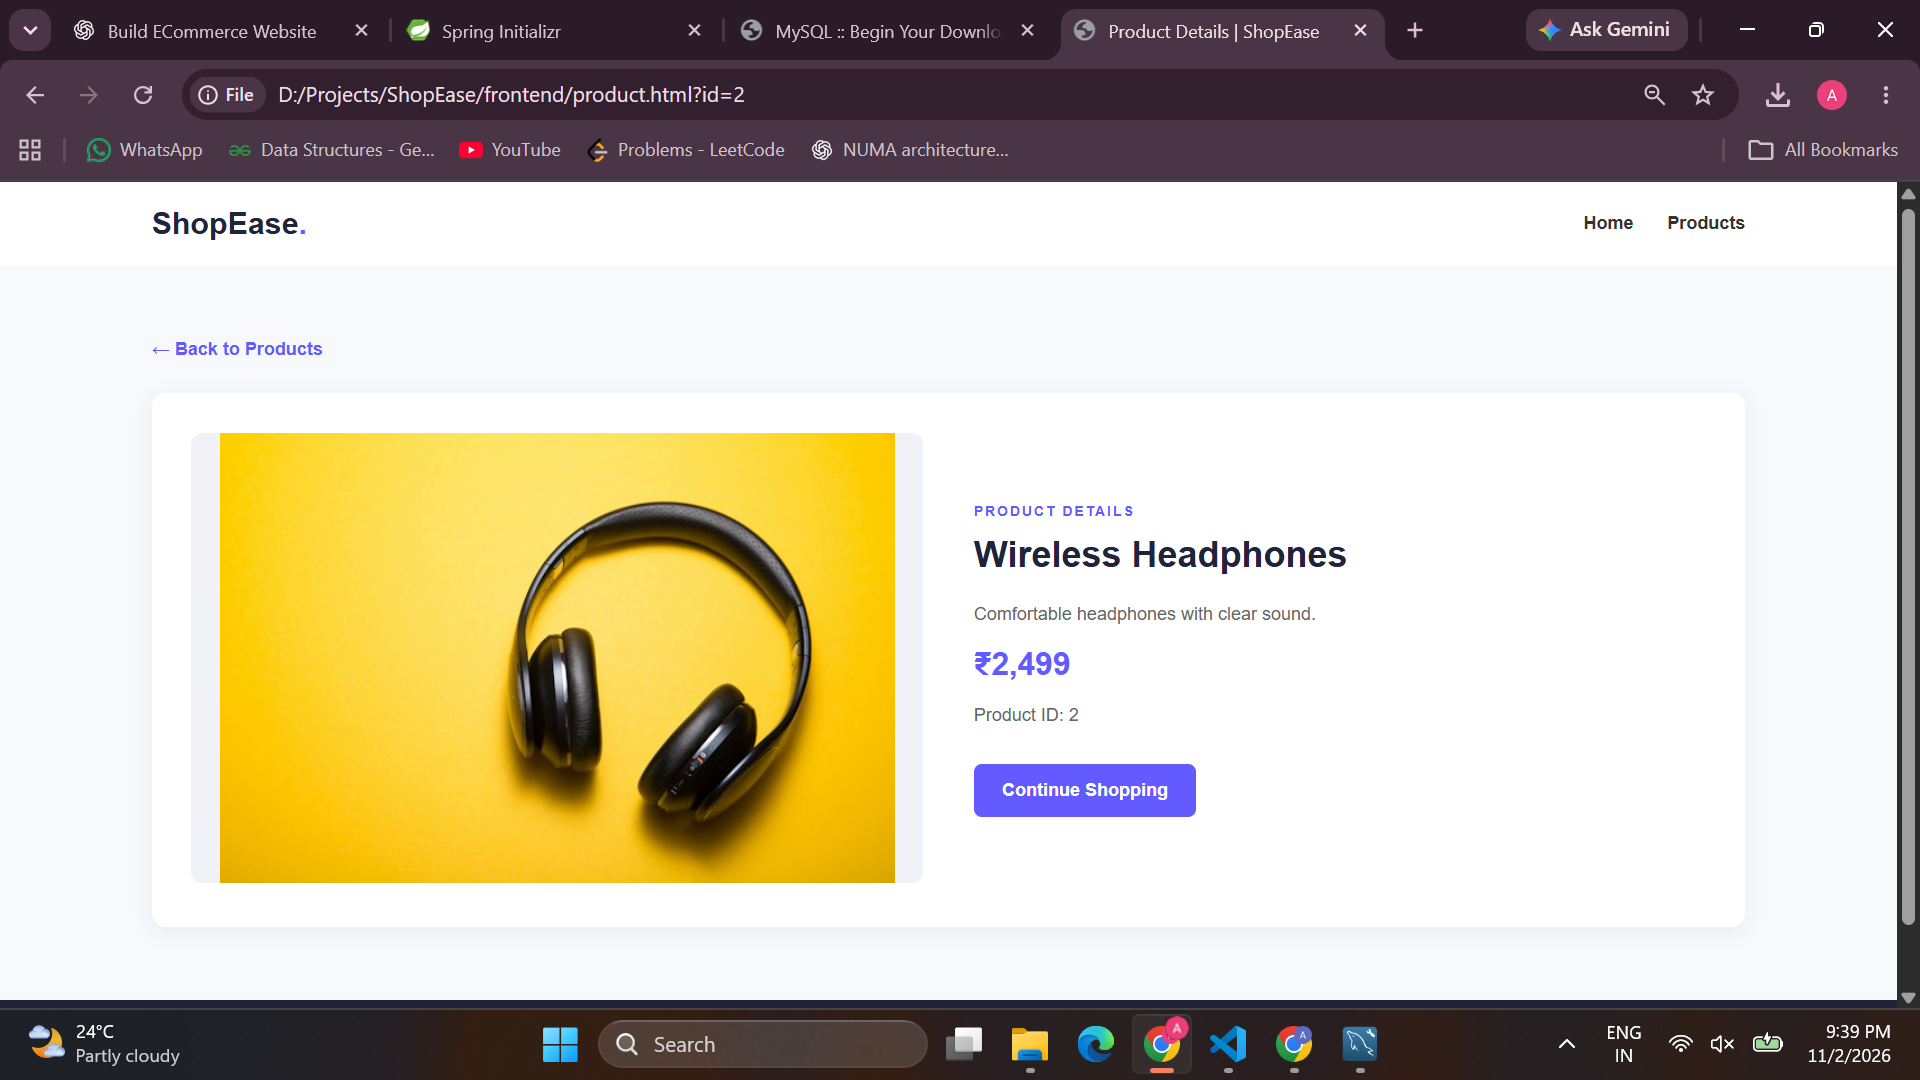 Build ECommerce Website
Spring Initializr
MySQL :: Begin Your Downlo
Product Details | ShopEase
Ask Gemini
File
D:/Projects/ShopEase/frontend/product.html?id=2
A
WhatsApp
Data Structures - Ge...
YouTube
Problems - LeetCode
NUMA architecture...
All Bookmarks
ShopEase.
Home
Products
← Back to Products
PRODUCT DETAILS
Wireless Headphones
Comfortable headphones with clear sound.
₹2,499
Product ID: 2
Continue Shopping
24°C
Partly cloudy
Search
A
A
ENG
IN
9:39 PM
11/2/2026